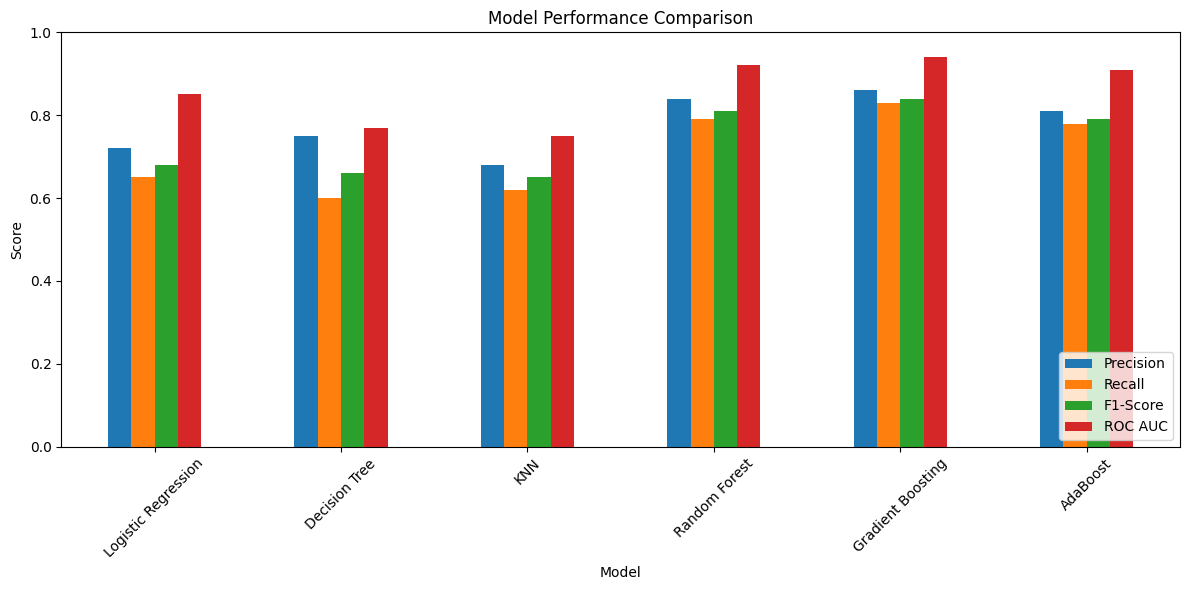 Model Performance Comparison
1.0
0.8
0.6
0.4
0.2
0.0
Score
Logistic Regression
Decision Tree
KNN
Random Forest
Gradient Boosting
AdaBoost
Model
Precision
Recall
F1-Score
ROC AUC